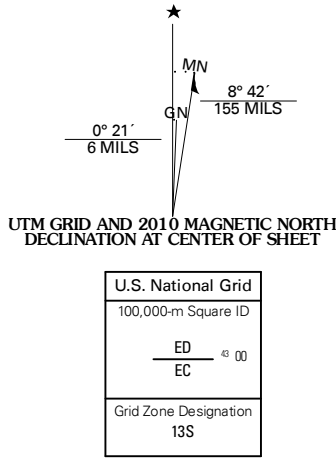 ★
MN
8° 42´
155 MILS
GN
0° 21´
6 MILS
UTM GRID AND 2010 MAGNETIC NORTH
DECLINATION AT CENTER OF SHEET
U.S. National Grid
100,000-m Square ID
ED
43 00
EC
Grid Zone Designation
13S